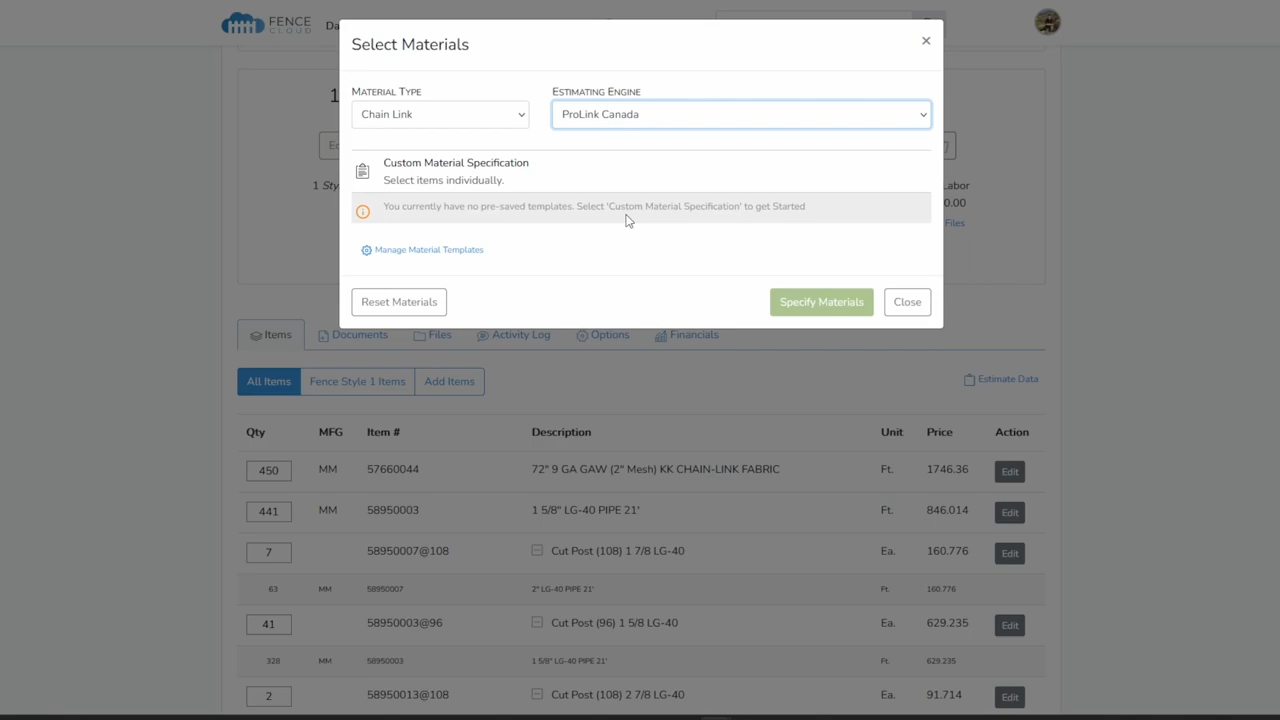 FENCE
CLOUD
Da
Select Materials
×
MATERIAL TYPE
ESTIMATING ENGINE
Chain Link
ProLink Canada
Custom Material Specification
Select items individually.
You currently have no pre-saved templates. Select 'Custom Material Specification' to get Started
Manage Material Templates
Reset Materials
Specify Materials
Close
1
1 Sty
Labor
0.00
Files
Items
Documents
Files
Activity Log
Options
Financials
All Items
Fence Style 1 Items
Add Items
Estimate Data
Qty MFG Item # Description Unit Price Action
450 MM 57660044 72" 9 GA GAW (2" Mesh) KK CHAIN-LINK FABRIC Ft. 1746.36 Edit
441 MM 58950003 1 5/8" LG-40 PIPE 21' Ft. 846.014 Edit
7 58950007@108 Cut Post (108) 1 7/8 LG-40 Ea. 160.776 Edit
63 MM 58950007 2" LG-40 PIPE 21' Ft. 160.776
41 58950003@96 Cut Post (96) 1 5/8 LG-40 Ea. 629.235 Edit
328 MM 58950003 1 5/8" LG-40 PIPE 21' Ft. 629.235
2 58950013@108 Cut Post (108) 2 7/8 LG-40 Ea. 91.714 Edit